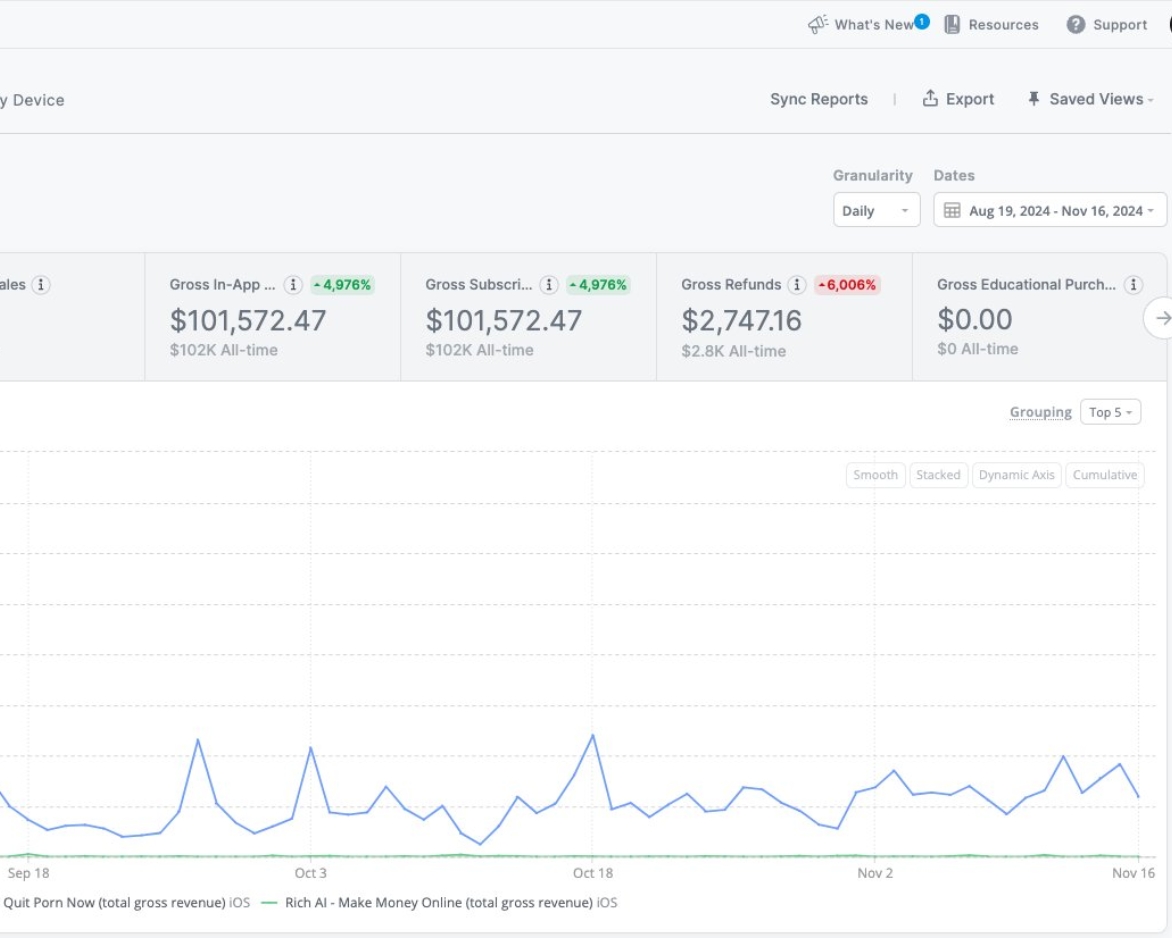 What's New 1 Resources Support
y Device Sync Reports | Export Saved Views
Granularity Dates
Daily Aug 19, 2024 - Nov 16, 2024
ales Gross In-App ... 4,976% Gross Subscri... 4,976% Gross Refunds 6,006% Gross Educational Purch...
$101,572.47 $101,572.47 $2,747.16 $0.00
$102K All-time $102K All-time $2.8K All-time $0 All-time
Grouping Top 5
Smooth Stacked Dynamic Axis Cumulative
Sep 18 Oct 3 Oct 18 Nov 2 Nov 16
Quit Porn Now (total gross revenue) iOS Rich AI - Make Money Online (total gross revenue) iOS